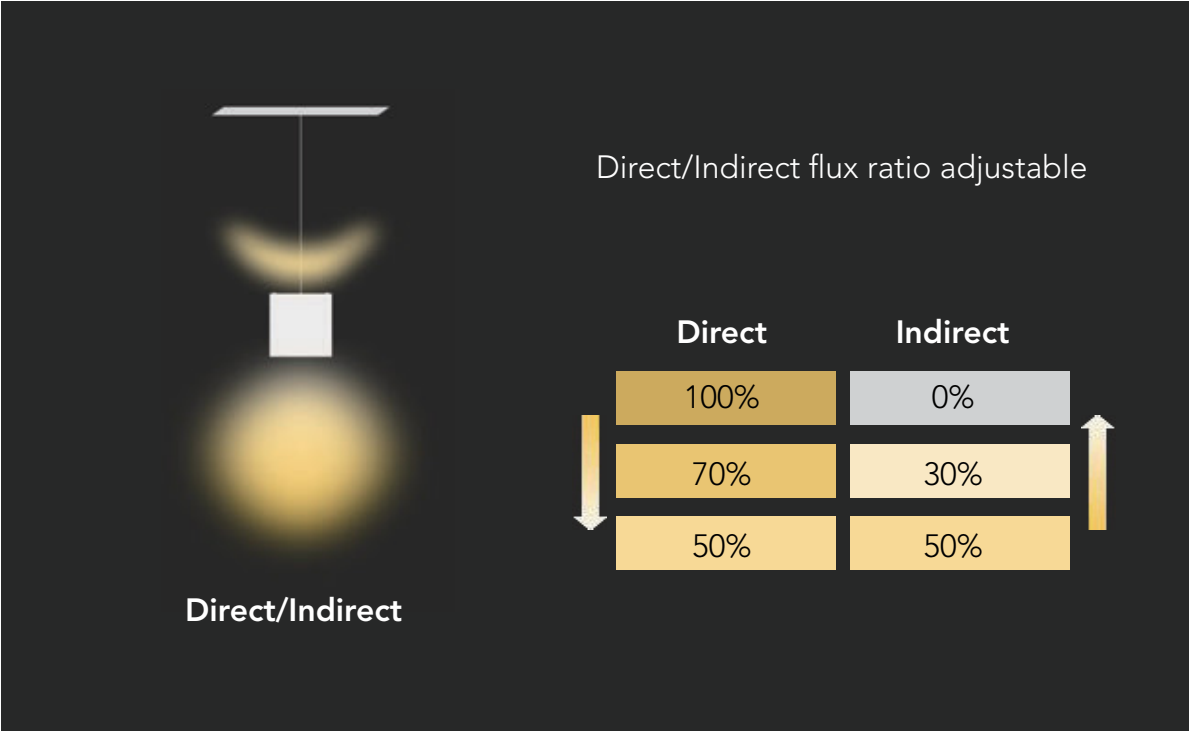 Direct/Indirect flux ratio adjustable
Direct Indirect
100% 0%
70% 30%
50% 50%
Direct/Indirect